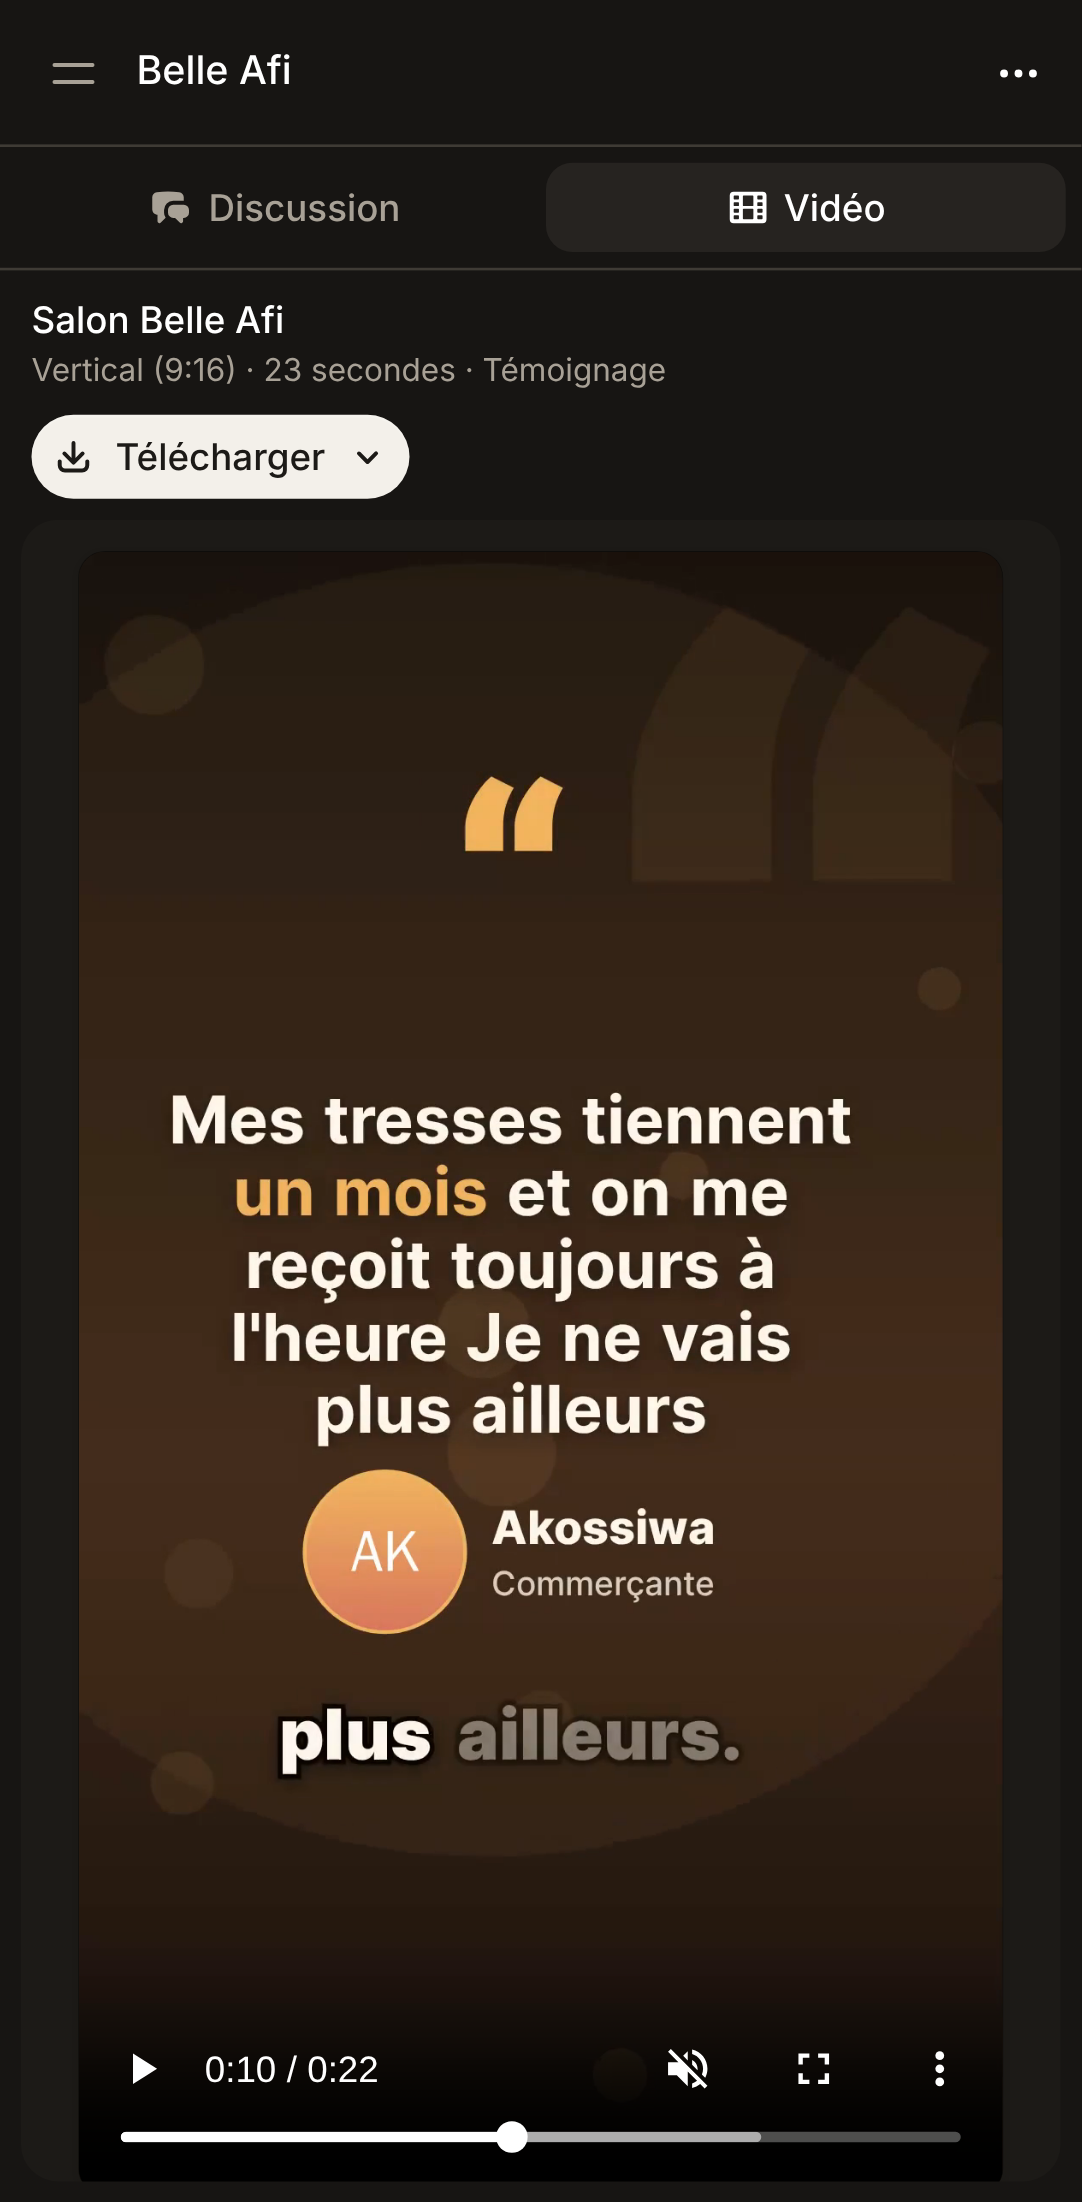 Belle Afi
Discussion
Vidéo
Salon Belle Afi
Vertical (9:16) · 23 secondes · Témoignage
Télécharger
“
Mes tresses tiennent
un mois et on me
reçoit toujours à
l'heure Je ne vais
plus ailleurs
AK
Akossiwa
Commerçante
plus ailleurs.
0:10 / 0:22